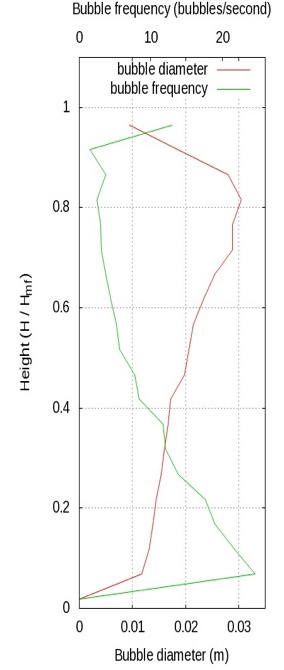 Bubble frequency (bubbles/second)
0 10 20
bubble diameter
bubble frequency
1
0.8
0.6
0.4
0.2
0
Height (H / Hmf)
0 0.01 0.02 0.03
Bubble diameter (m)